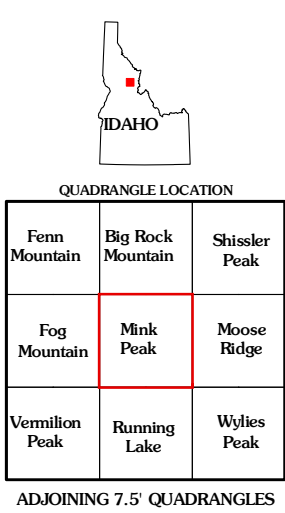 IDAHO
QUADRANGLE LOCATION
Fenn
Mountain
Big Rock
Mountain
Shissler
Peak
Fog
Mountain
Mink
Peak
Moose
Ridge
Vermilion
Peak
Running
Lake
Wylies
Peak
ADJOINING 7.5' QUADRANGLES